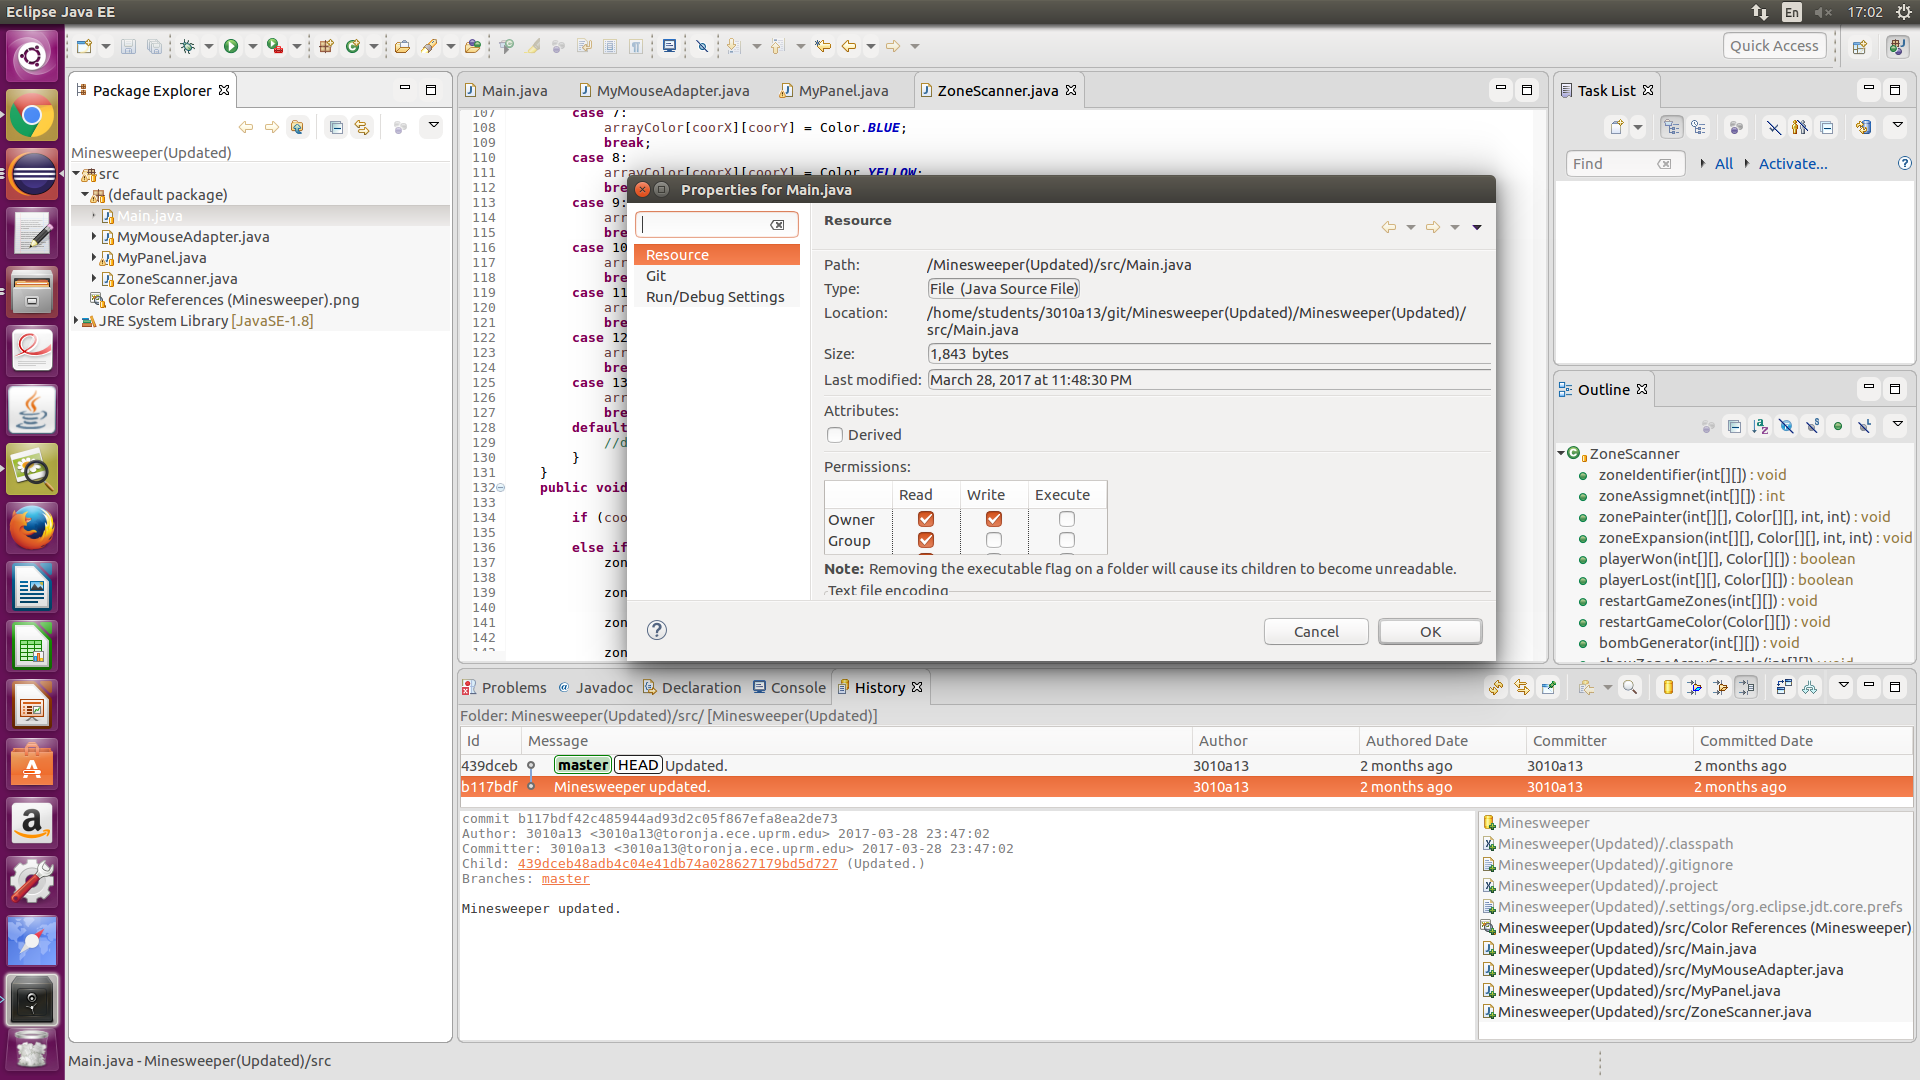 Eclipse Java EE
En
17:02
Quick Access
Package Explorer
Minesweeper(Updated)
src
(default package)
Main.java
MyMouseAdapter.java
MyPanel.java
ZoneScanner.java
Color References (Minesweeper).png
JRE System Library [JavaSE-1.8]
Main.java
MyMouseAdapter.java
MyPanel.java
ZoneScanner.java
107 case 7:
108 arrayColor[coorX][coorY] = Color.BLUE;
109 break;
110 case 8:
111 arrayColor[coorX][coorY] = Color.YELLOW;
112 bre
113 case 9:
114 arr
115 bre
116 case 10
117 arr
118 bre
119 case 11
120 arr
121 bre
122 case 12
123 arr
124 bre
125 case 13
126 arr
127 bre
128 default
129 //d
130 }
131 }
132 public void
133
134 if (coo
135
136 else if
137 zon
138
139 zon
140
141 zon
142
zon
Properties for Main.java
Resource
Git
Run/Debug Settings
Resource
Path: /Minesweeper(Updated)/src/Main.java
Type: File (Java Source File)
Location: /home/students/3010a13/git/Minesweeper(Updated)/Minesweeper(Updated)/
src/Main.java
Size: 1,843 bytes
Last modified: March 28, 2017 at 11:48:30 PM
Attributes:
Derived
Permissions:
Read Write Execute
Owner
Group
Note: Removing the executable flag on a folder will cause its children to become unreadable.
Text file encoding
Cancel
OK
Task List
Find
All
Activate...
Outline
ZoneScanner
zoneIdentifier(int[][]) : void
zoneAssigmnet(int[][]) : int
zonePainter(int[][], Color[][], int, int) : void
zoneExpansion(int[][], Color[][], int, int) : void
playerWon(int[][], Color[][]) : boolean
playerLost(int[][], Color[][]) : boolean
restartGameZones(int[][]) : void
restartGameColor(Color[][]) : void
bombGenerator(int[][]) : void
Problems
@ Javadoc
Declaration
Console
History
Folder: Minesweeper(Updated)/src/ [Minesweeper(Updated)]
Id Message Author Authored Date Committer Committed Date
439dceb master HEAD Updated. 3010a13 2 months ago 3010a13 2 months ago
b117bdf Minesweeper updated. 3010a13 2 months ago 3010a13 2 months ago
commit b117bdf42c485944ad93d2c05f867efa8ea2de73
Author: 3010a13 <3010a13@toronja.ece.uprm.edu> 2017-03-28 23:47:02
Committer: 3010a13 <3010a13@toronja.ece.uprm.edu> 2017-03-28 23:47:02
Child: 439dceb48adb4c04e41db74a028627179bd5d727 (Updated.)
Branches: master
Minesweeper updated.
Minesweeper
Minesweeper(Updated)/.classpath
Minesweeper(Updated)/.gitignore
Minesweeper(Updated)/.project
Minesweeper(Updated)/.settings/org.eclipse.jdt.core.prefs
Minesweeper(Updated)/src/Color References (Minesweeper)
Minesweeper(Updated)/src/Main.java
Minesweeper(Updated)/src/MyMouseAdapter.java
Minesweeper(Updated)/src/MyPanel.java
Minesweeper(Updated)/src/ZoneScanner.java
Main.java - Minesweeper(Updated)/src